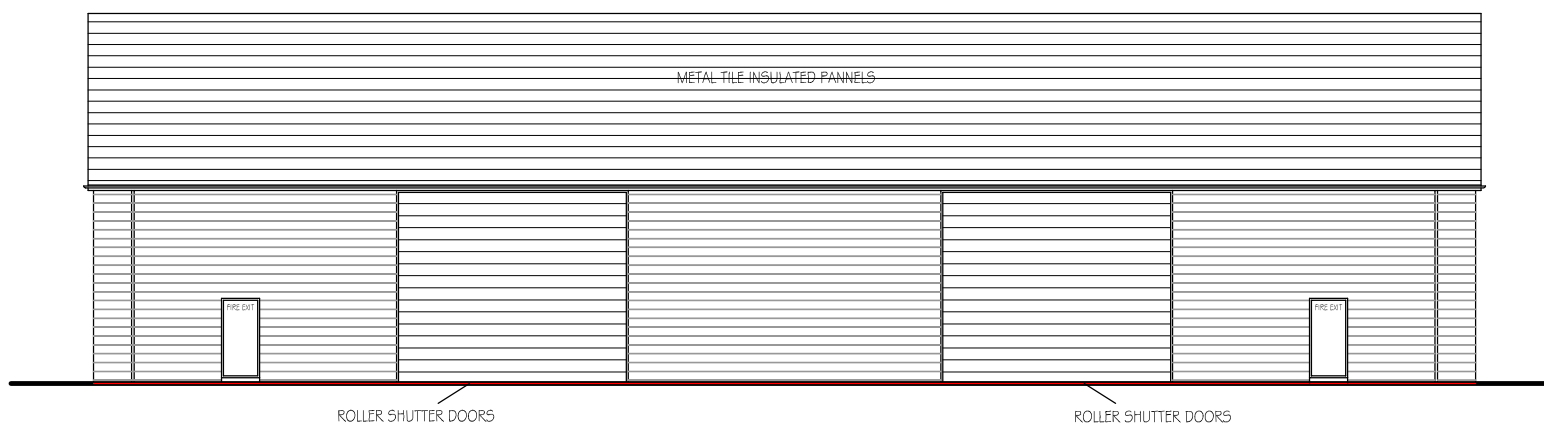 METAL TILE INSULATED PANNELS
FIRE EXIT
FIRE EXIT
ROLLER SHUTTER DOORS
ROLLER SHUTTER DOORS